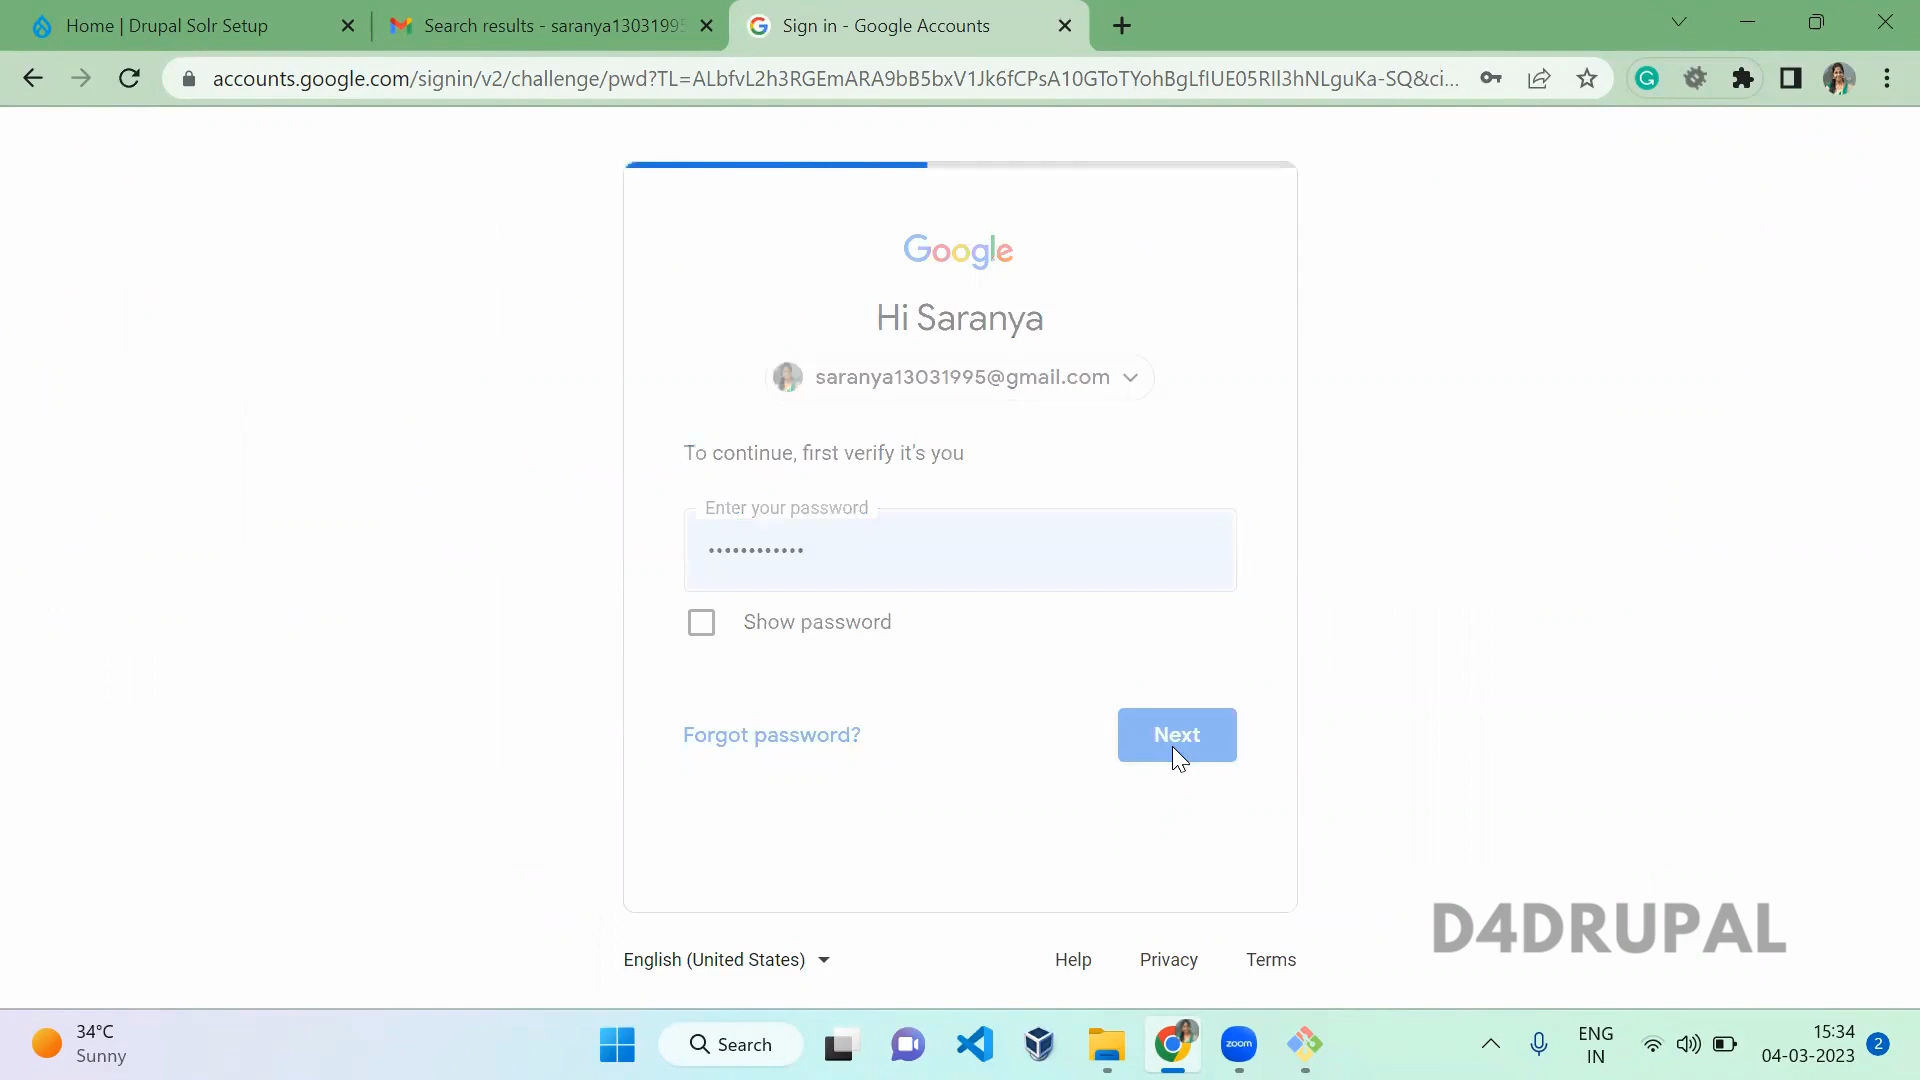 Home | Drupal Solr Setup
Search results - saranya13031995
Sign in - Google Accounts
accounts.google.com/signin/v2/challenge/pwd?TL=ALbfvL2h3RGEmARA9bB5bxV1Jk6fCPsA10GToTYohBgLflUE05RIl3hNLguKa-SQ&ci...
Google
Hi Saranya
saranya13031995@gmail.com
To continue, first verify it's you
Enter your password
••••••••••••
Show password
Forgot password?
Next
English (United States)
Help
Privacy
Terms
D4DRUPAL
34°C
Sunny
Search
zoom
ENG
IN
15:34
04-03-2023
2